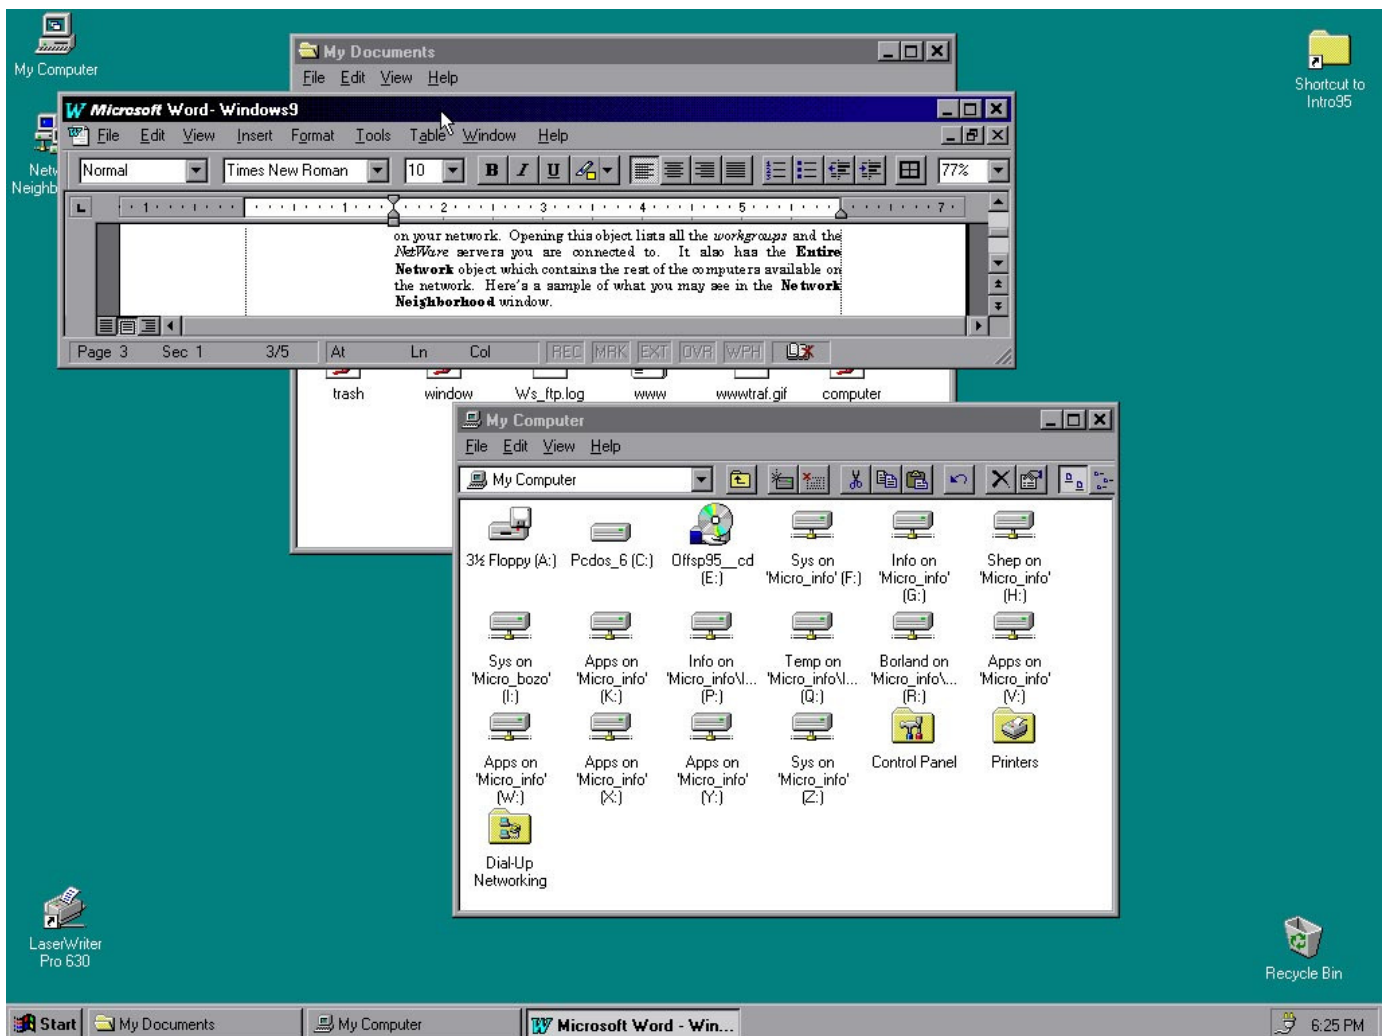 My Computer
Netw
Neighb
Shortcut to
Intro95
My Documents
File Edit View Help
Microsoft Word- Windows9
File Edit View Insert Format Tools Table Window Help
Normal Times New Roman 10 B I U 77%
1 1 2 3 4 5 7
on your network. Opening this object lists all the workgroups and the
NetWare servers you are connected to. It also has the Entire
Network object which contains the rest of the computers available on
the network. Here's a sample of what you may see in the Network
Neighborhood window.
Page 3 Sec 1 3/5 At Ln Col REC MRK EXT OVR WPH
trash window Ws_ftp.log www wwwtraf.gif computer
My Computer
File Edit View Help
My Computer
3½ Floppy (A:) Pcdos_6 (C:) Offsp95__cd Sys on Info on Shep on
(E:) 'Micro_info' (F:) 'Micro_info' 'Micro_info'
(G:) (H:)
Sys on Apps on Info on Temp on Borland on Apps on
'Micro_bozo' 'Micro_info' 'Micro_info\I... 'Micro_info\I... 'Micro_info\... 'Micro_info'
(I:) (K:) (P:) (Q:) (R:) (V:)
Apps on Apps on Apps on Sys on Control Panel Printers
'Micro_info' 'Micro_info' 'Micro_info' 'Micro_info'
(W:) (X:) (Y:) (Z:)
Dial-Up
Networking
LaserWriter
Pro 630
Recycle Bin
Start My Documents My Computer Microsoft Word - Win... 6:25 PM